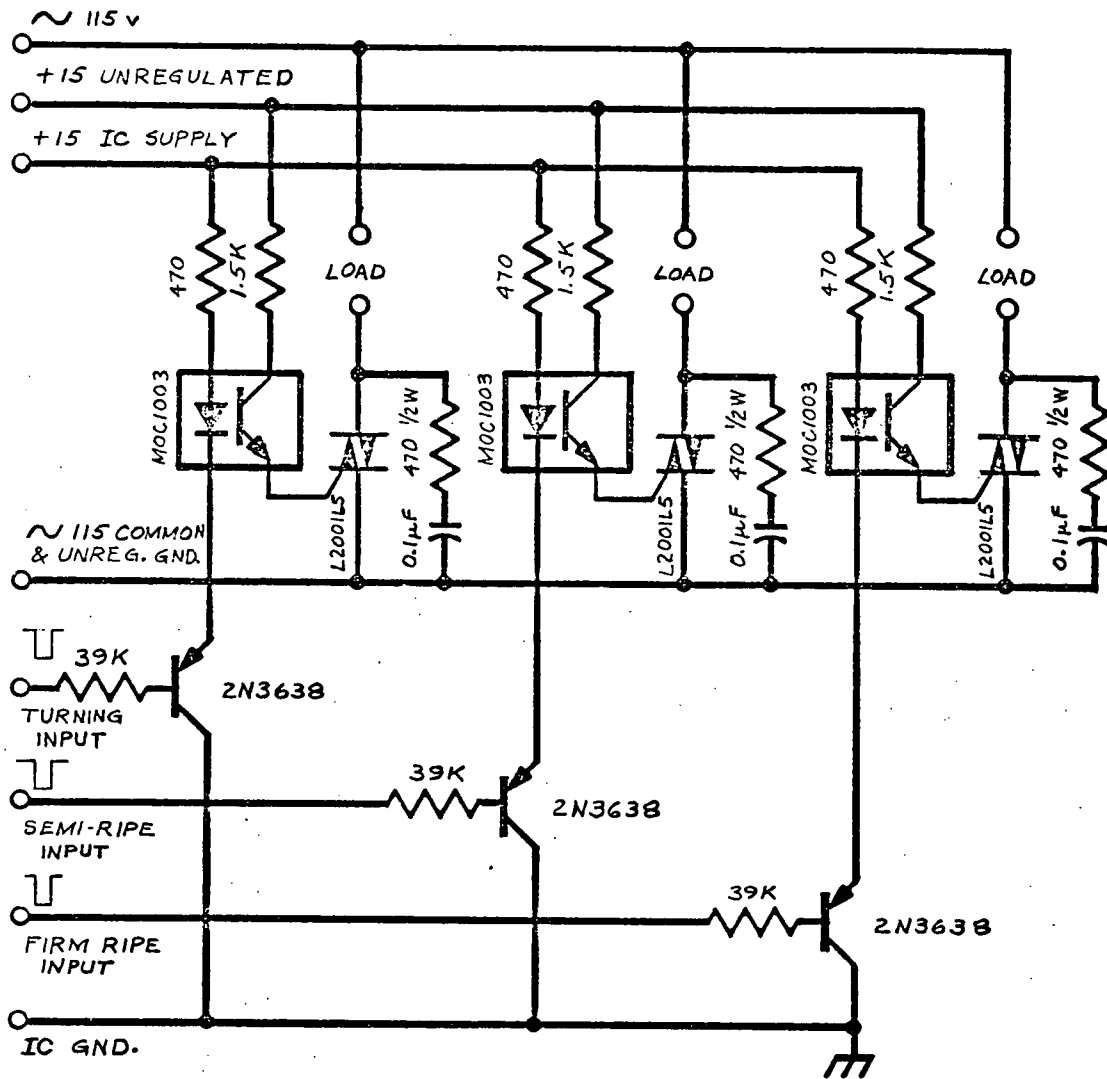 ~ 115 v
+15 UNREGULATED
+15 IC SUPPLY
470
1.5K
LOAD
470
1.5K
LOAD
470
1.5K
LOAD
MOC1003
470 1/2W
MOC1003
470 1/2W
MOC1003
470 1/2W
L2001L5
0.1µF
L2001L5
0.1µF
L2001L5
0.1µF
~ 115 COMMON
& UNREG. GND.
39K
2N3638
TURNING
INPUT
39K
2N3638
SEMI-RIPE
INPUT
39K
2N3638
FIRM RIPE
INPUT
IC GND.